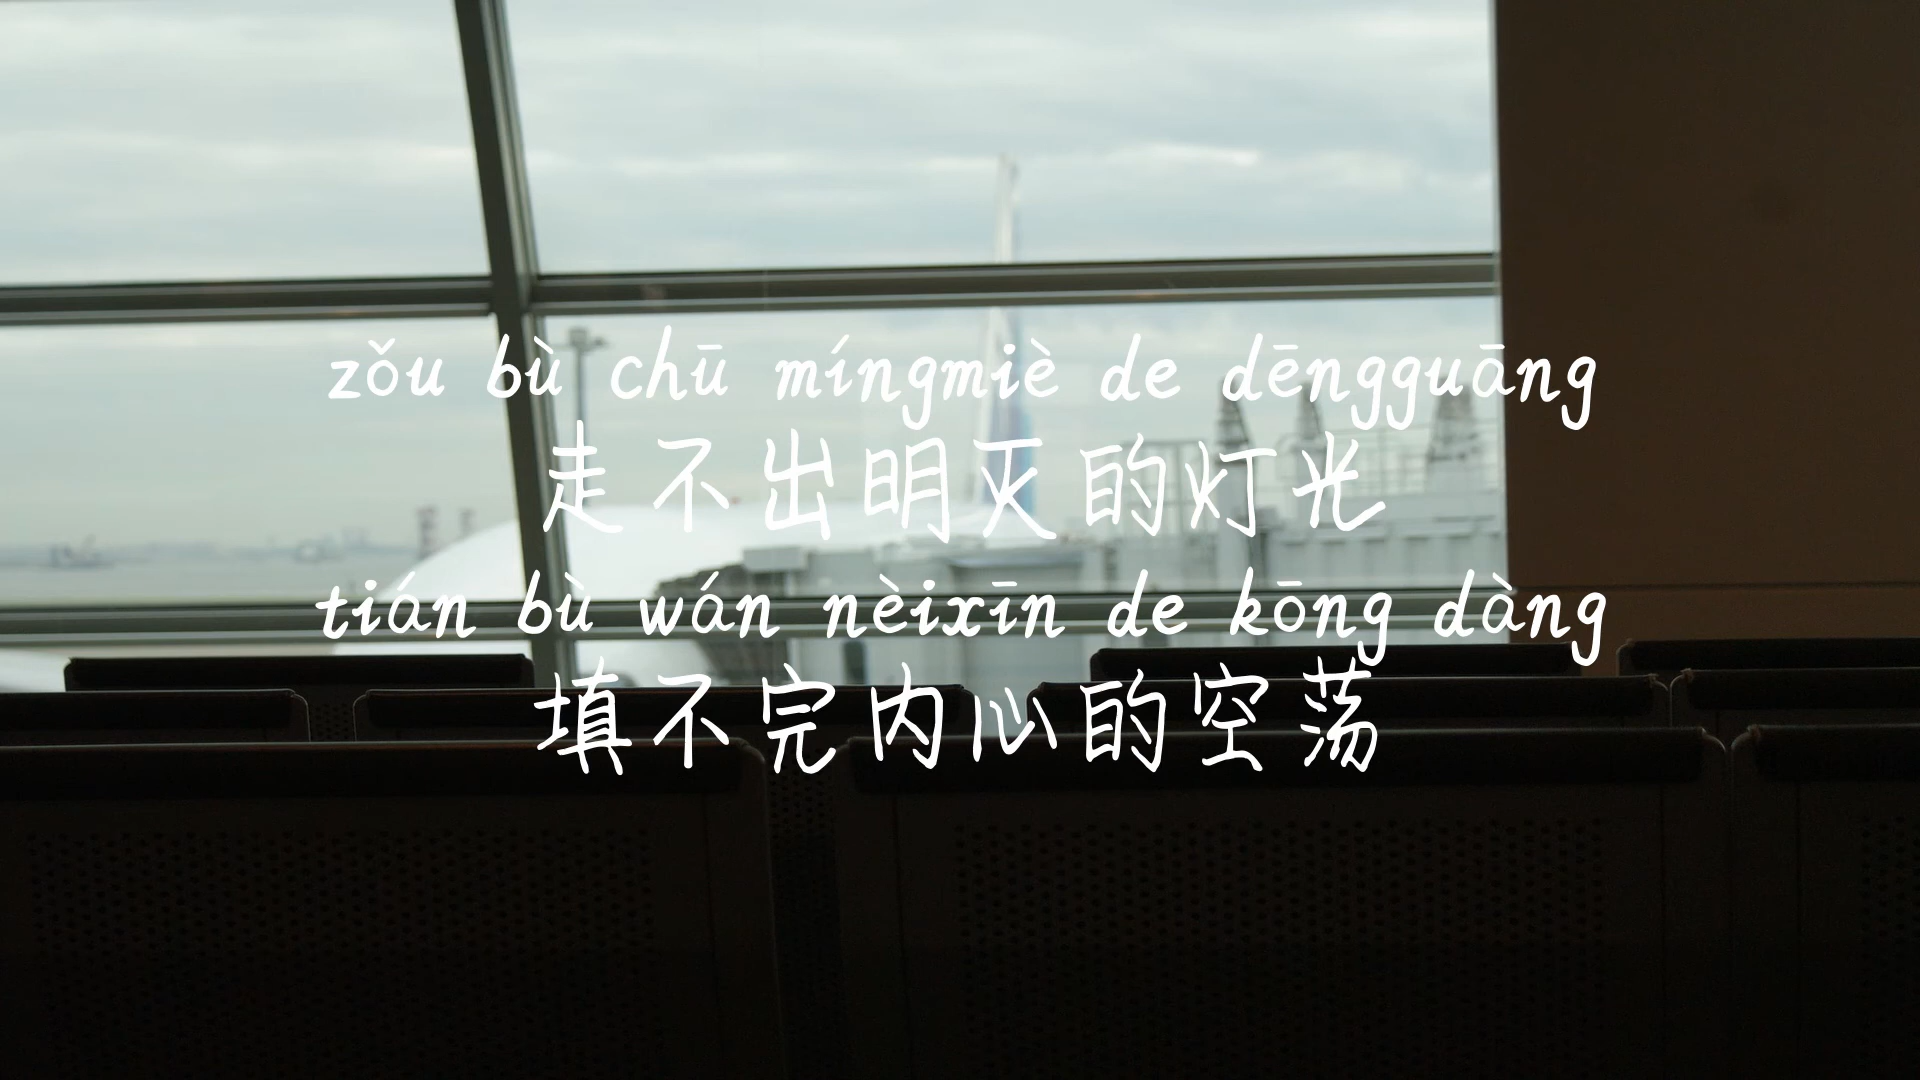 zǒu bù chū míngmiè de dēngguāng
走不出明灭的灯光
tián bù wán nèixīn de kōng dàng
填不完内心的空荡